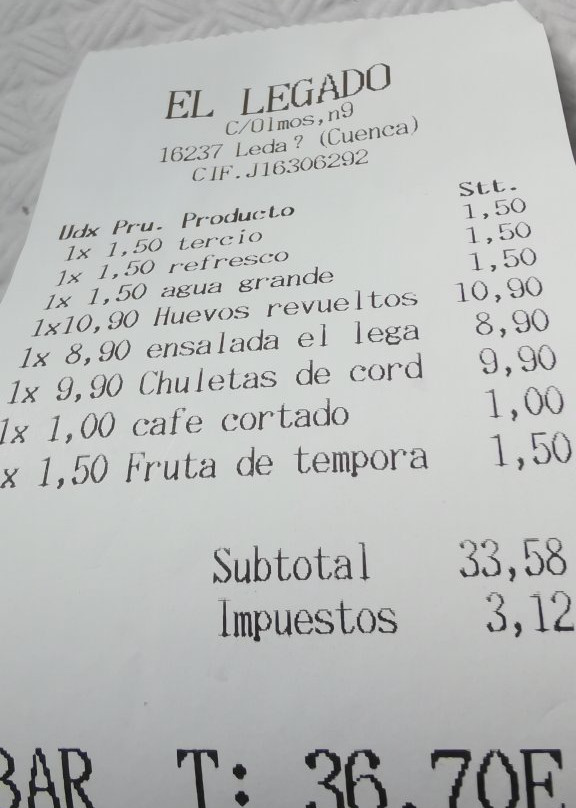 EL LEGADO
C/Olmos,n9
16237 Leda? (Cuenca)
CIF.J16306292
Udx Pru. Producto Stt.
1x 1,50 tercio 1,50
1x 1,50 refresco 1,50
1x 1,50 agua grande 1,50
1x10,90 Huevos revueltos 10,90
1x 8,90 ensalada el lega 8,90
1x 9,90 Chuletas de cord 9,90
1x 1,00 cafe cortado 1,00
x 1,50 Fruta de tempora 1,50
Subtotal 33,58
Impuestos 3,12
BAR T: 36.70E